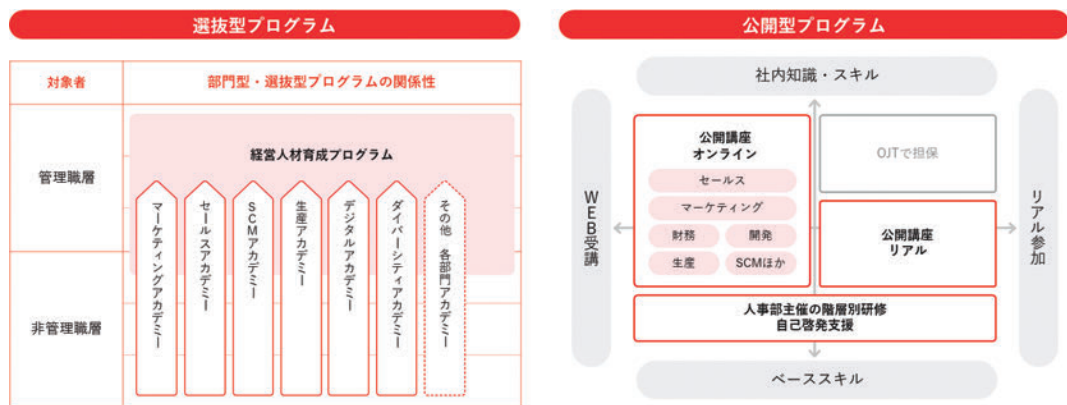 選抜型プログラム
対象者
部門型・選抜型プログラムの関係性
管理職層
非管理職層
経営人材育成プログラム
マーケティングアカデミー
セールスアカデミー
SCMアカデミー
生産アカデミー
デジタルアカデミー
ダイバーシティアカデミー
その他 各部門アカデミー
公開型プログラム
社内知識・スキル
WEB受講
公開講座
オンライン
セールス
マーケティング
財務
開発
生産
SCMほか
OJTで担保
公開講座
リアル
リアル参加
人事部主催の階層別研修
自己啓発支援
ベーススキル